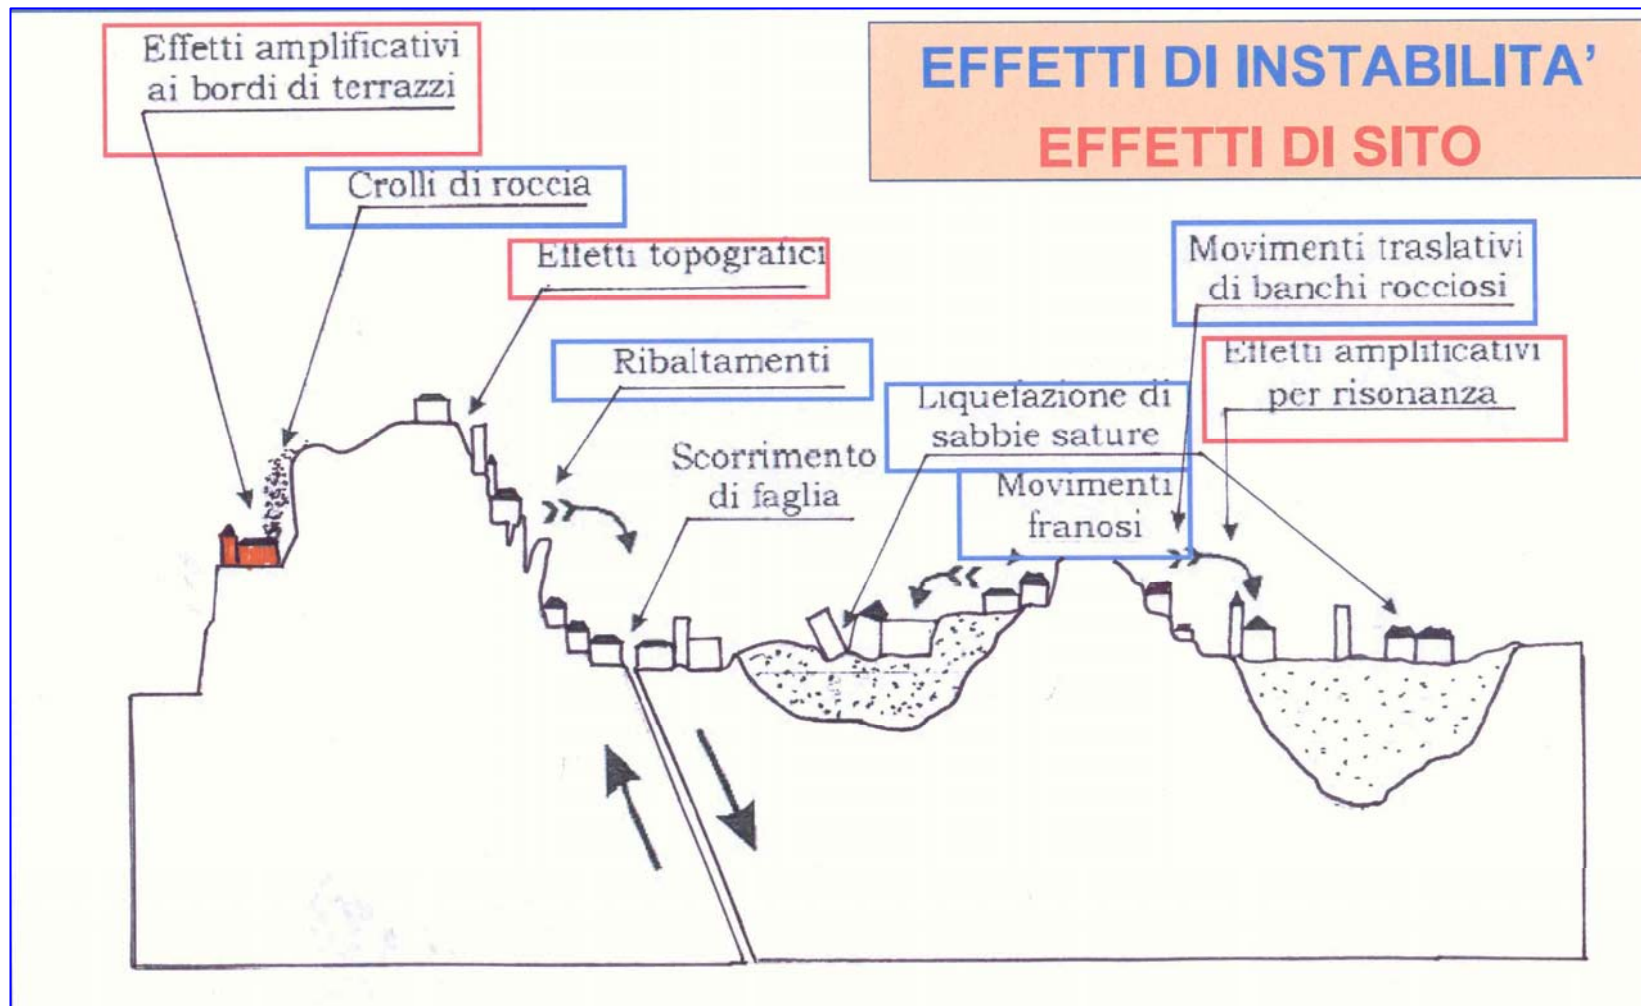 EFFETTI DI INSTABILITA'
EFFETTI DI SITO
Effetti amplificativi
ai bordi di terrazzi
Crolli di roccia
Effetti topografici
Ribaltamenti
Scorrimento
di faglia
Liquefazione di
sabbie sature
Movimenti
franosi
Movimenti traslativi
di banchi rocciosi
Effetti amplificativi
per risonanza